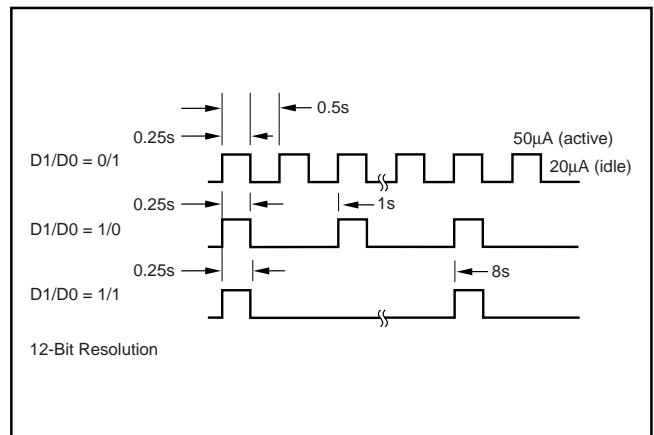 0.5s
0.25s
50μA (active)
D1/D0 = 0/1
20μA (idle)
0.25s
1s
D1/D0 = 1/0
0.25s
8s
D1/D0 = 1/1
12-Bit Resolution